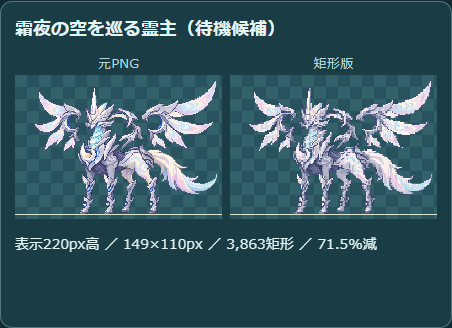 霜夜の空を巡る霊主（待機候補）
元PNG
矩形版
表示220px高 ／ 149×110px ／ 3,863矩形 ／ 71.5%減